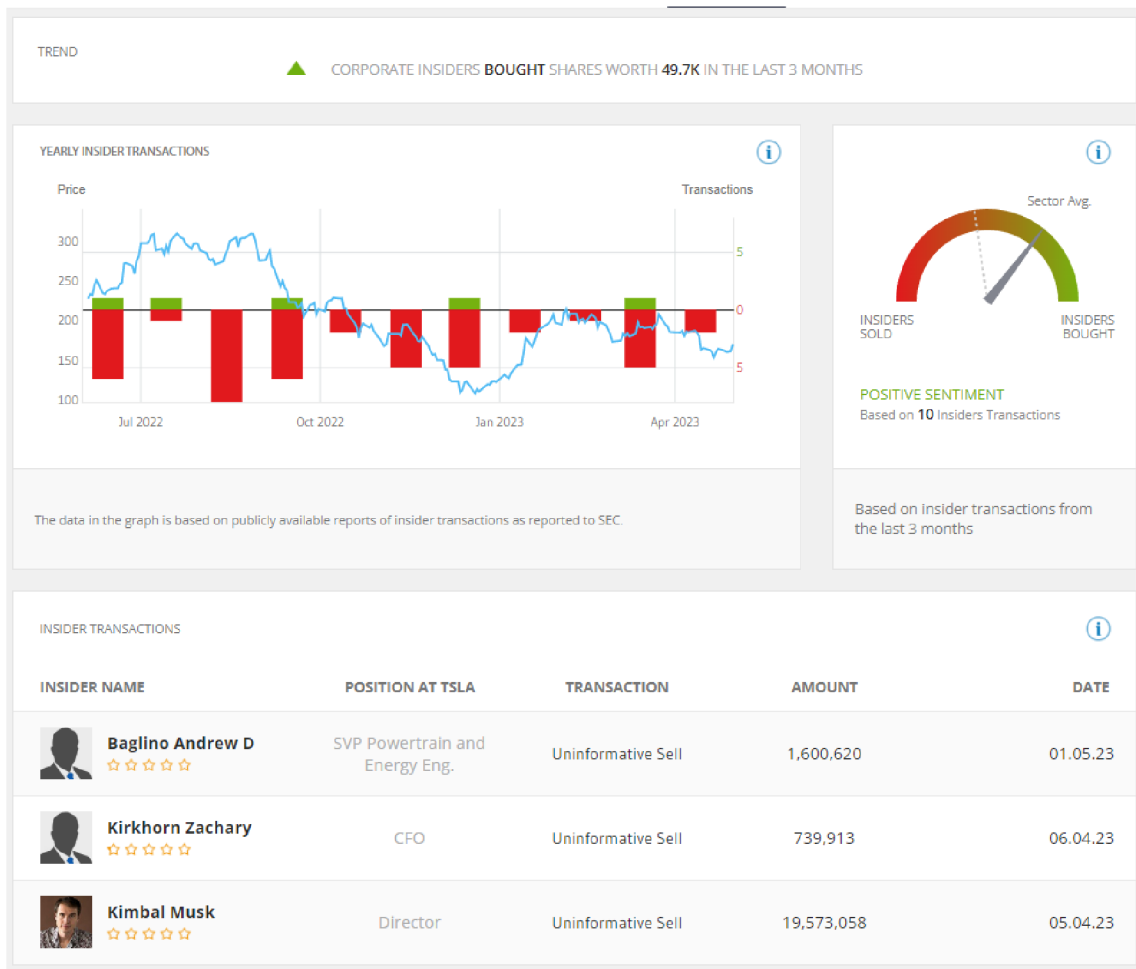 TREND
CORPORATE INSIDERS BOUGHT SHARES WORTH 49.7K IN THE LAST 3 MONTHS
YEARLY INSIDER TRANSACTIONS
Price
Transactions
300
250
200
150
100
5
0
5
Jul 2022
Oct 2022
Jan 2023
Apr 2023
The data in the graph is based on publicly available reports of insider transactions as reported to SEC.
Sector Avg.
INSIDERS
SOLD
INSIDERS
BOUGHT
POSITIVE SENTIMENT
Based on 10 Insiders Transactions
Based on insider transactions from
the last 3 months
INSIDER TRANSACTIONS
INSIDER NAME POSITION AT TSLA TRANSACTION AMOUNT DATE
Baglino Andrew D
SVP Powertrain and
Energy Eng.
Uninformative Sell 1,600,620 01.05.23
Kirkhorn Zachary
CFO Uninformative Sell 739,913 06.04.23
Kimbal Musk
Director Uninformative Sell 19,573,058 05.04.23